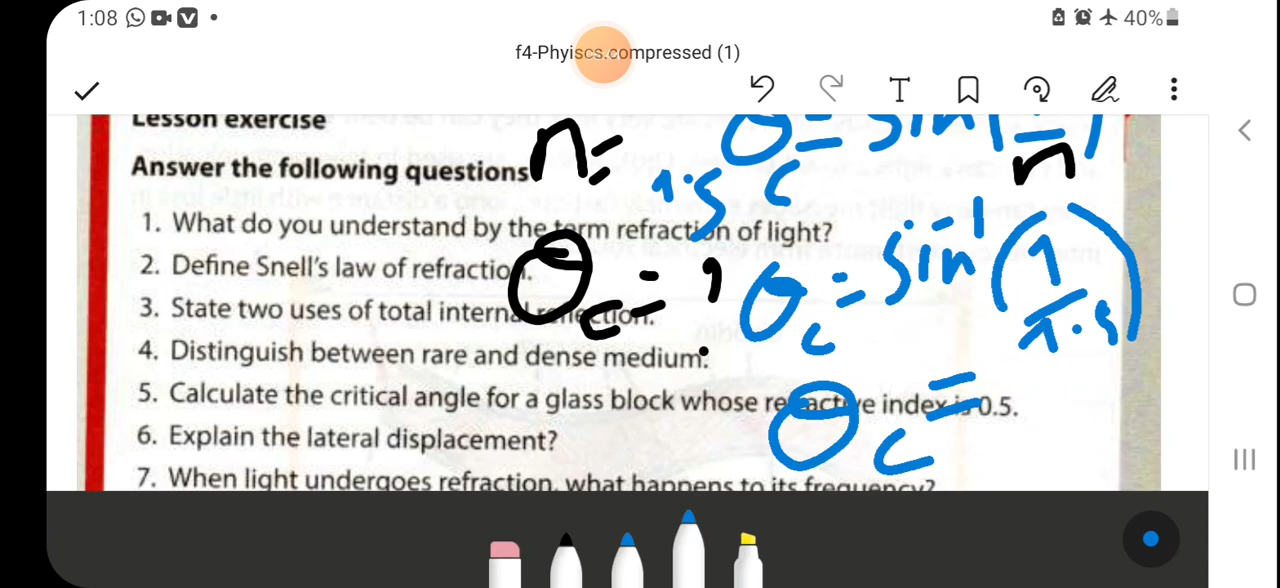 1:08 40%
f4-Phyiscs.compressed (1)
Lesson exercise
Answer the following questions
n= 1.5
θc = sin (1/n)
1. What do you understand by the term refraction of light?
2. Define Snell's law of refraction.
θc = ?
θc = sin⁻¹(1/1.5)
3. State two uses of total internal reflection.
4. Distinguish between rare and dense medium.
5. Calculate the critical angle for a glass block whose refractive index is 0.5.
θc =
6. Explain the lateral displacement?
7. When light undergoes refraction, what happens to its frequency?